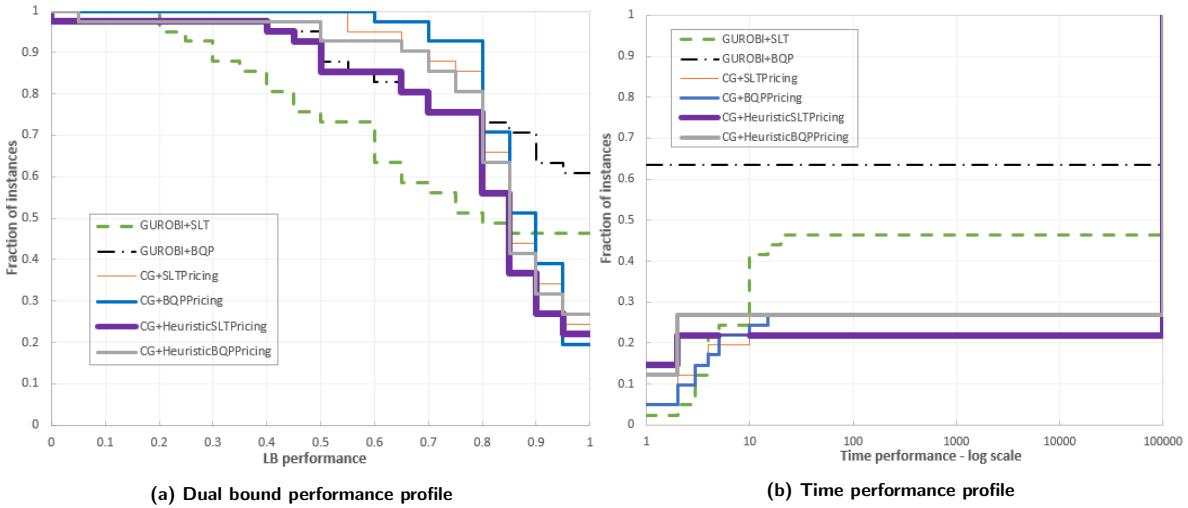 1
0.9
0.8
0.7
0.6
0.5
0.4
0.3
0.2
0.1
0
Fraction of instances
GUROBI+SLT
GUROBI+BQP
CG+SLTPricing
CG+BQPPricing
CG+HeuristicSLTPricing
CG+HeuristicBQPPricing
0 0.1 0.2 0.3 0.4 0.5 0.6 0.7 0.8 0.9 1
LB performance
(a) Dual bound performance profile
1
0.9
0.8
0.7
0.6
0.5
0.4
0.3
0.2
0.1
0
Fraction of instances
GUROBI+SLT
GUROBI+BQP
CG+SLTPricing
CG+BQPPricing
CG+HeuristicSLTPricing
CG+HeuristicBQPPricing
1 10 100 1000 10000 100000
Time performance - log scale
(b) Time performance profile